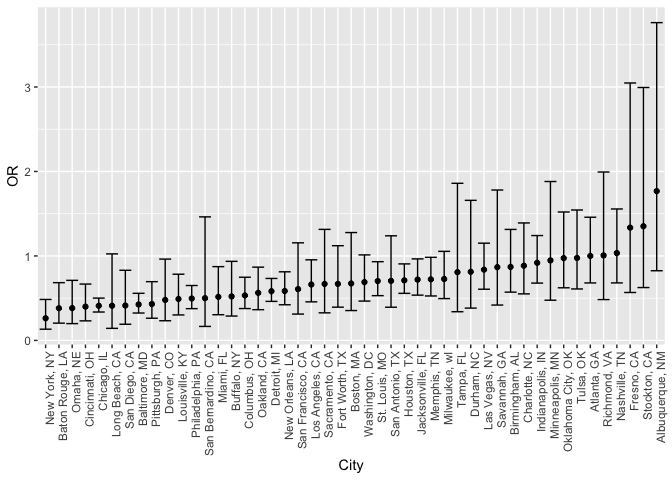 3
2
1
0
OR
New York, NY
Baton Rouge, LA
Omaha, NE
Cincinnati, OH
Chicago, IL
Long Beach, CA
San Diego, CA
Baltimore, MD
Pittsburgh, PA
Denver, CO
Louisville, KY
Philadelphia, PA
San Bernardino, CA
Miami, FL
Buffalo, NY
Columbus, OH
Oakland, CA
Detroit, MI
New Orleans, LA
San Francisco, CA
Los Angeles, CA
Sacramento, CA
Fort Worth, TX
Boston, MA
Washington, DC
St. Louis, MO
San Antonio, TX
Houston, TX
Jacksonville, FL
Memphis, TN
Milwaukee, wI
Tampa, FL
Durham, NC
Las Vegas, NV
Savannah, GA
Birmingham, AL
Charlotte, NC
Indianapolis, IN
Minneapolis, MN
Oklahoma City, OK
Tulsa, OK
Atlanta, GA
Richmond, VA
Nashville, TN
Fresno, CA
Stockton, CA
Albuquerque, NM
City